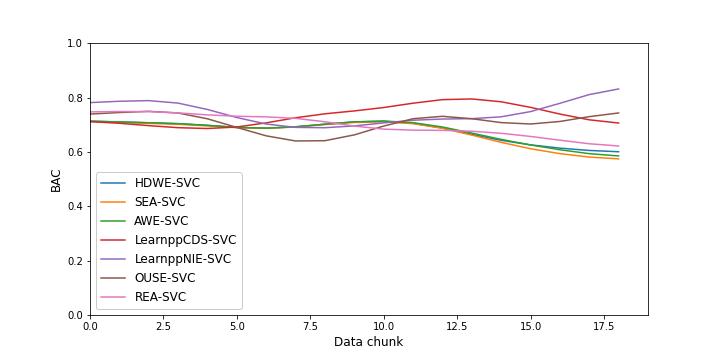 1.0
0.8
0.6
0.4
0.2
0.0
BAC
HDWE-SVC
SEA-SVC
AWE-SVC
LearnppCDS-SVC
LearnppNIE-SVC
OUSE-SVC
REA-SVC
0.0 2.5 5.0 7.5 10.0 12.5 15.0 17.5
Data chunk